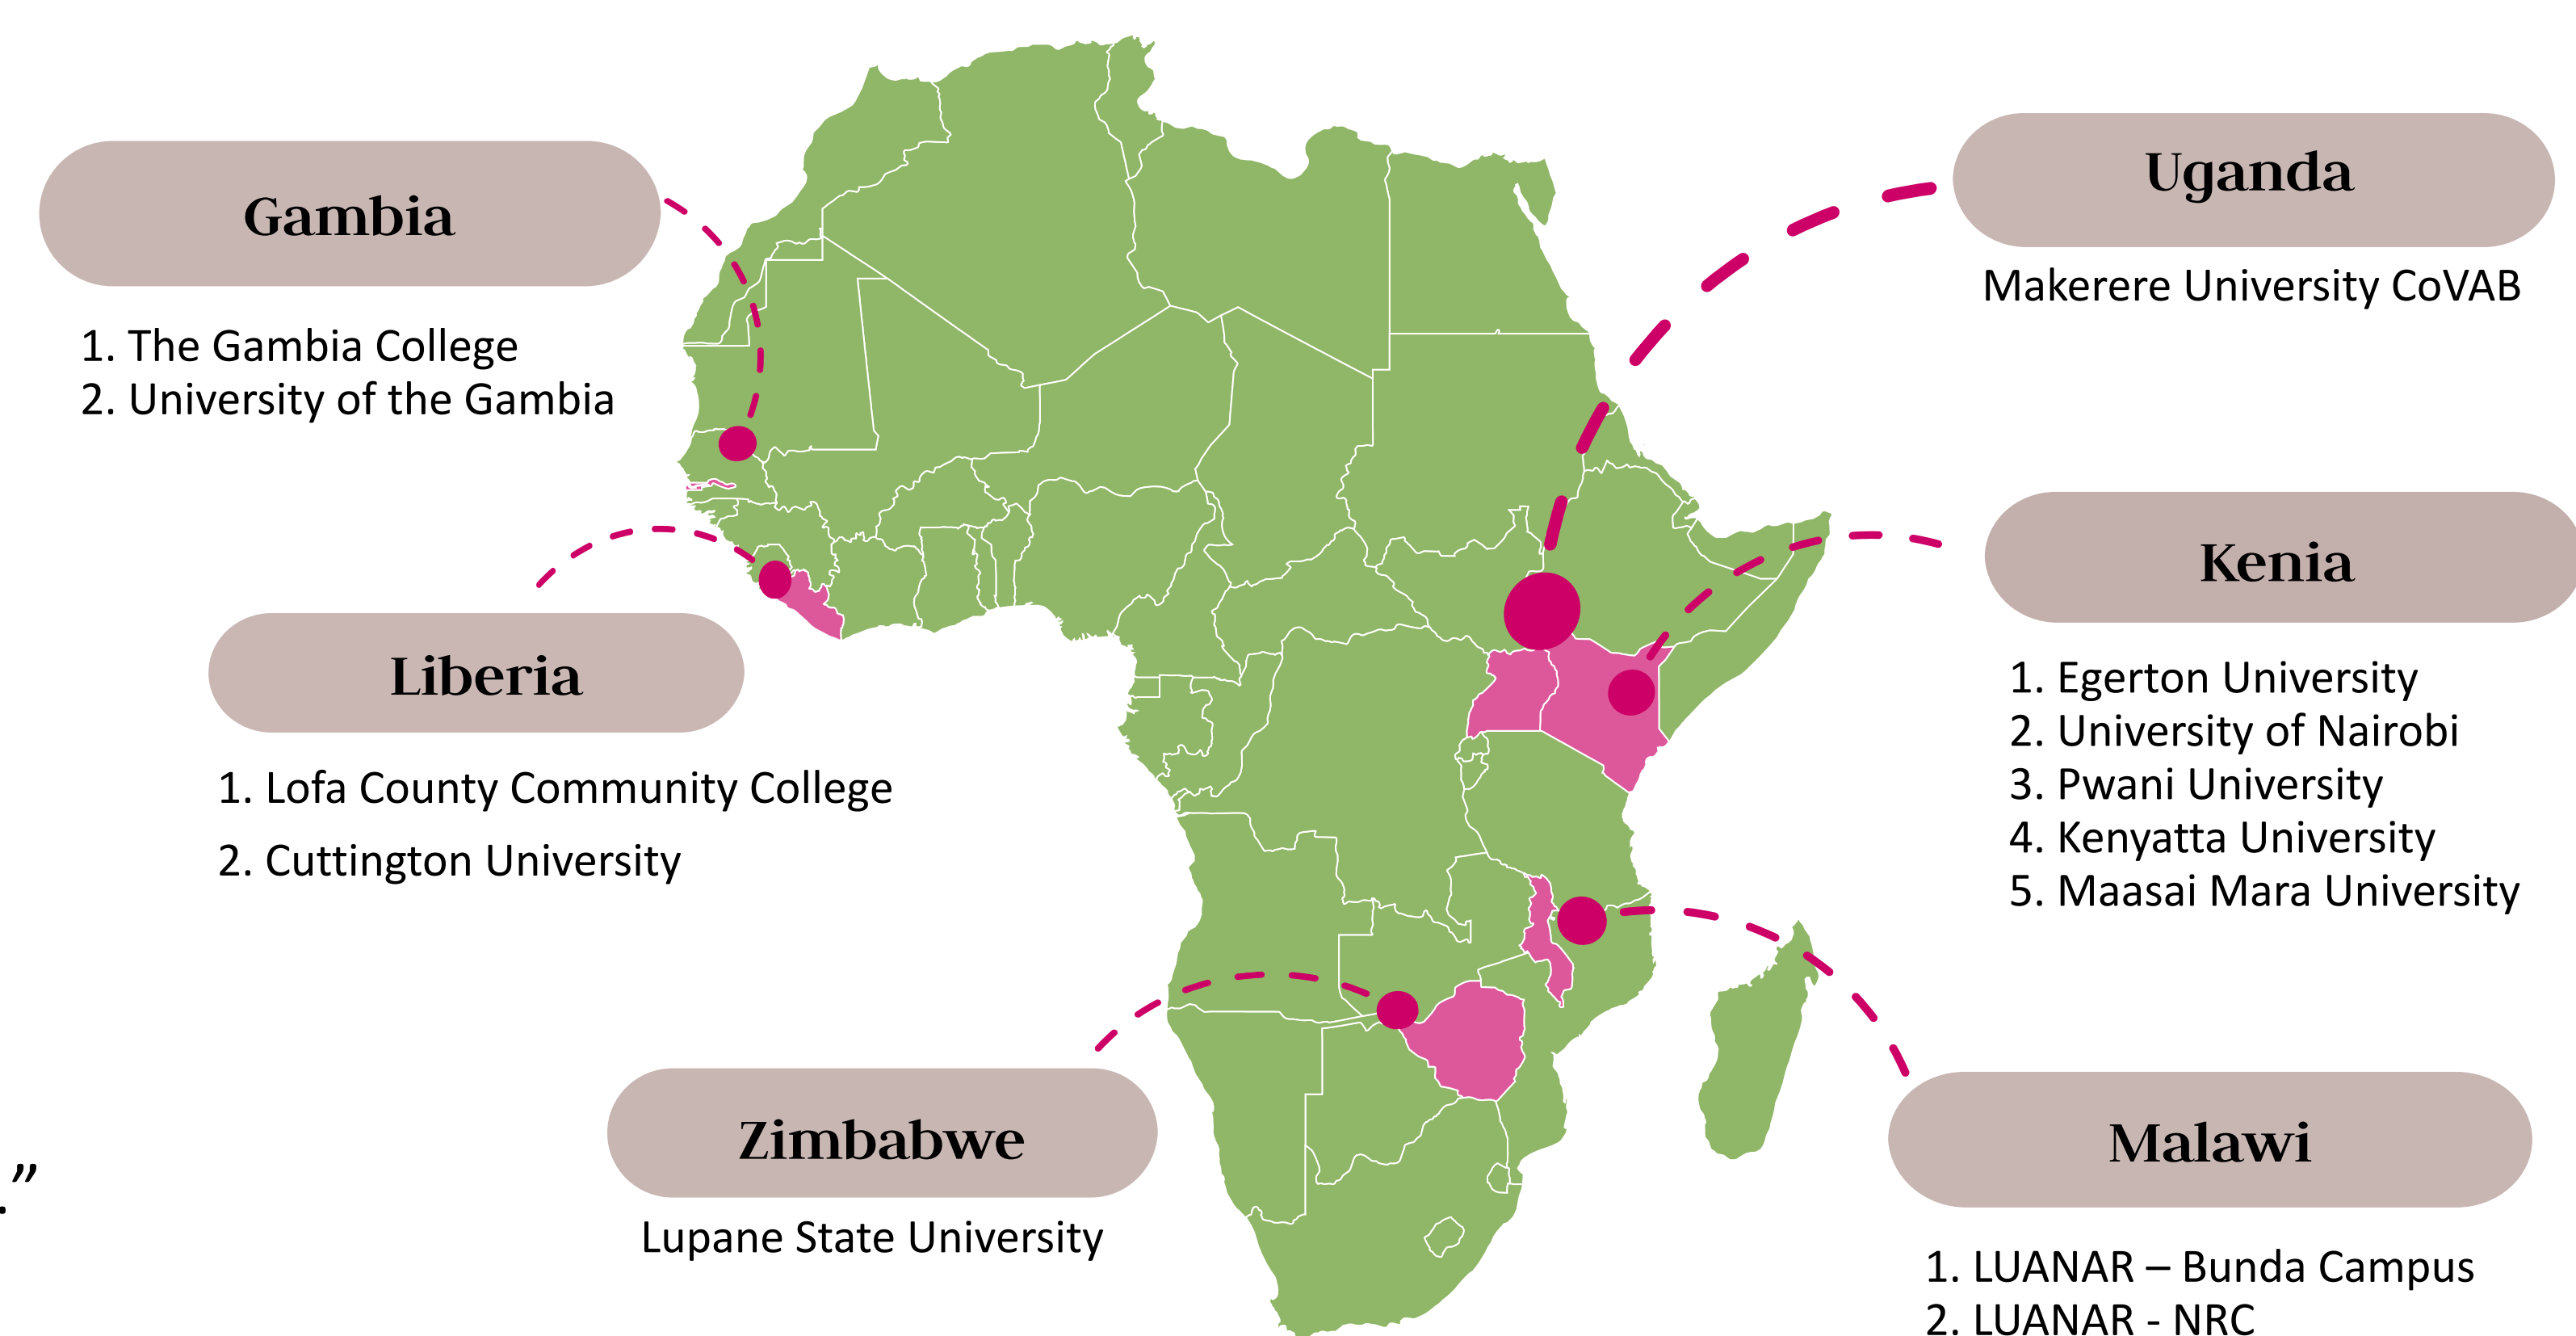 Gambia
1. The Gambia College
2. University of the Gambia
Liberia
1. Lofa County Community College
2. Cuttington University
.”
Zimbabwe
Lupane State University
Uganda
Makerere University CoVAB
Kenia
1. Egerton University
2. University of Nairobi
3. Pwani University
4. Kenyatta University
5. Maasai Mara University
Malawi
1. LUANAR – Bunda Campus
2. LUANAR - NRC